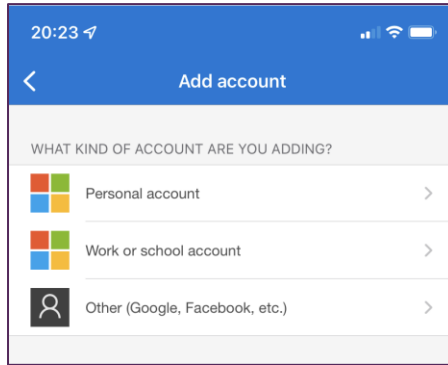 20:23
Add account
WHAT KIND OF ACCOUNT ARE YOU ADDING?
Personal account
Work or school account
Other (Google, Facebook, etc.)